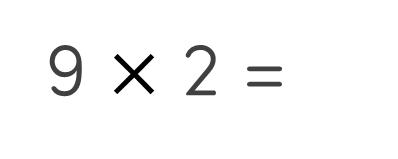 9 × 2 =